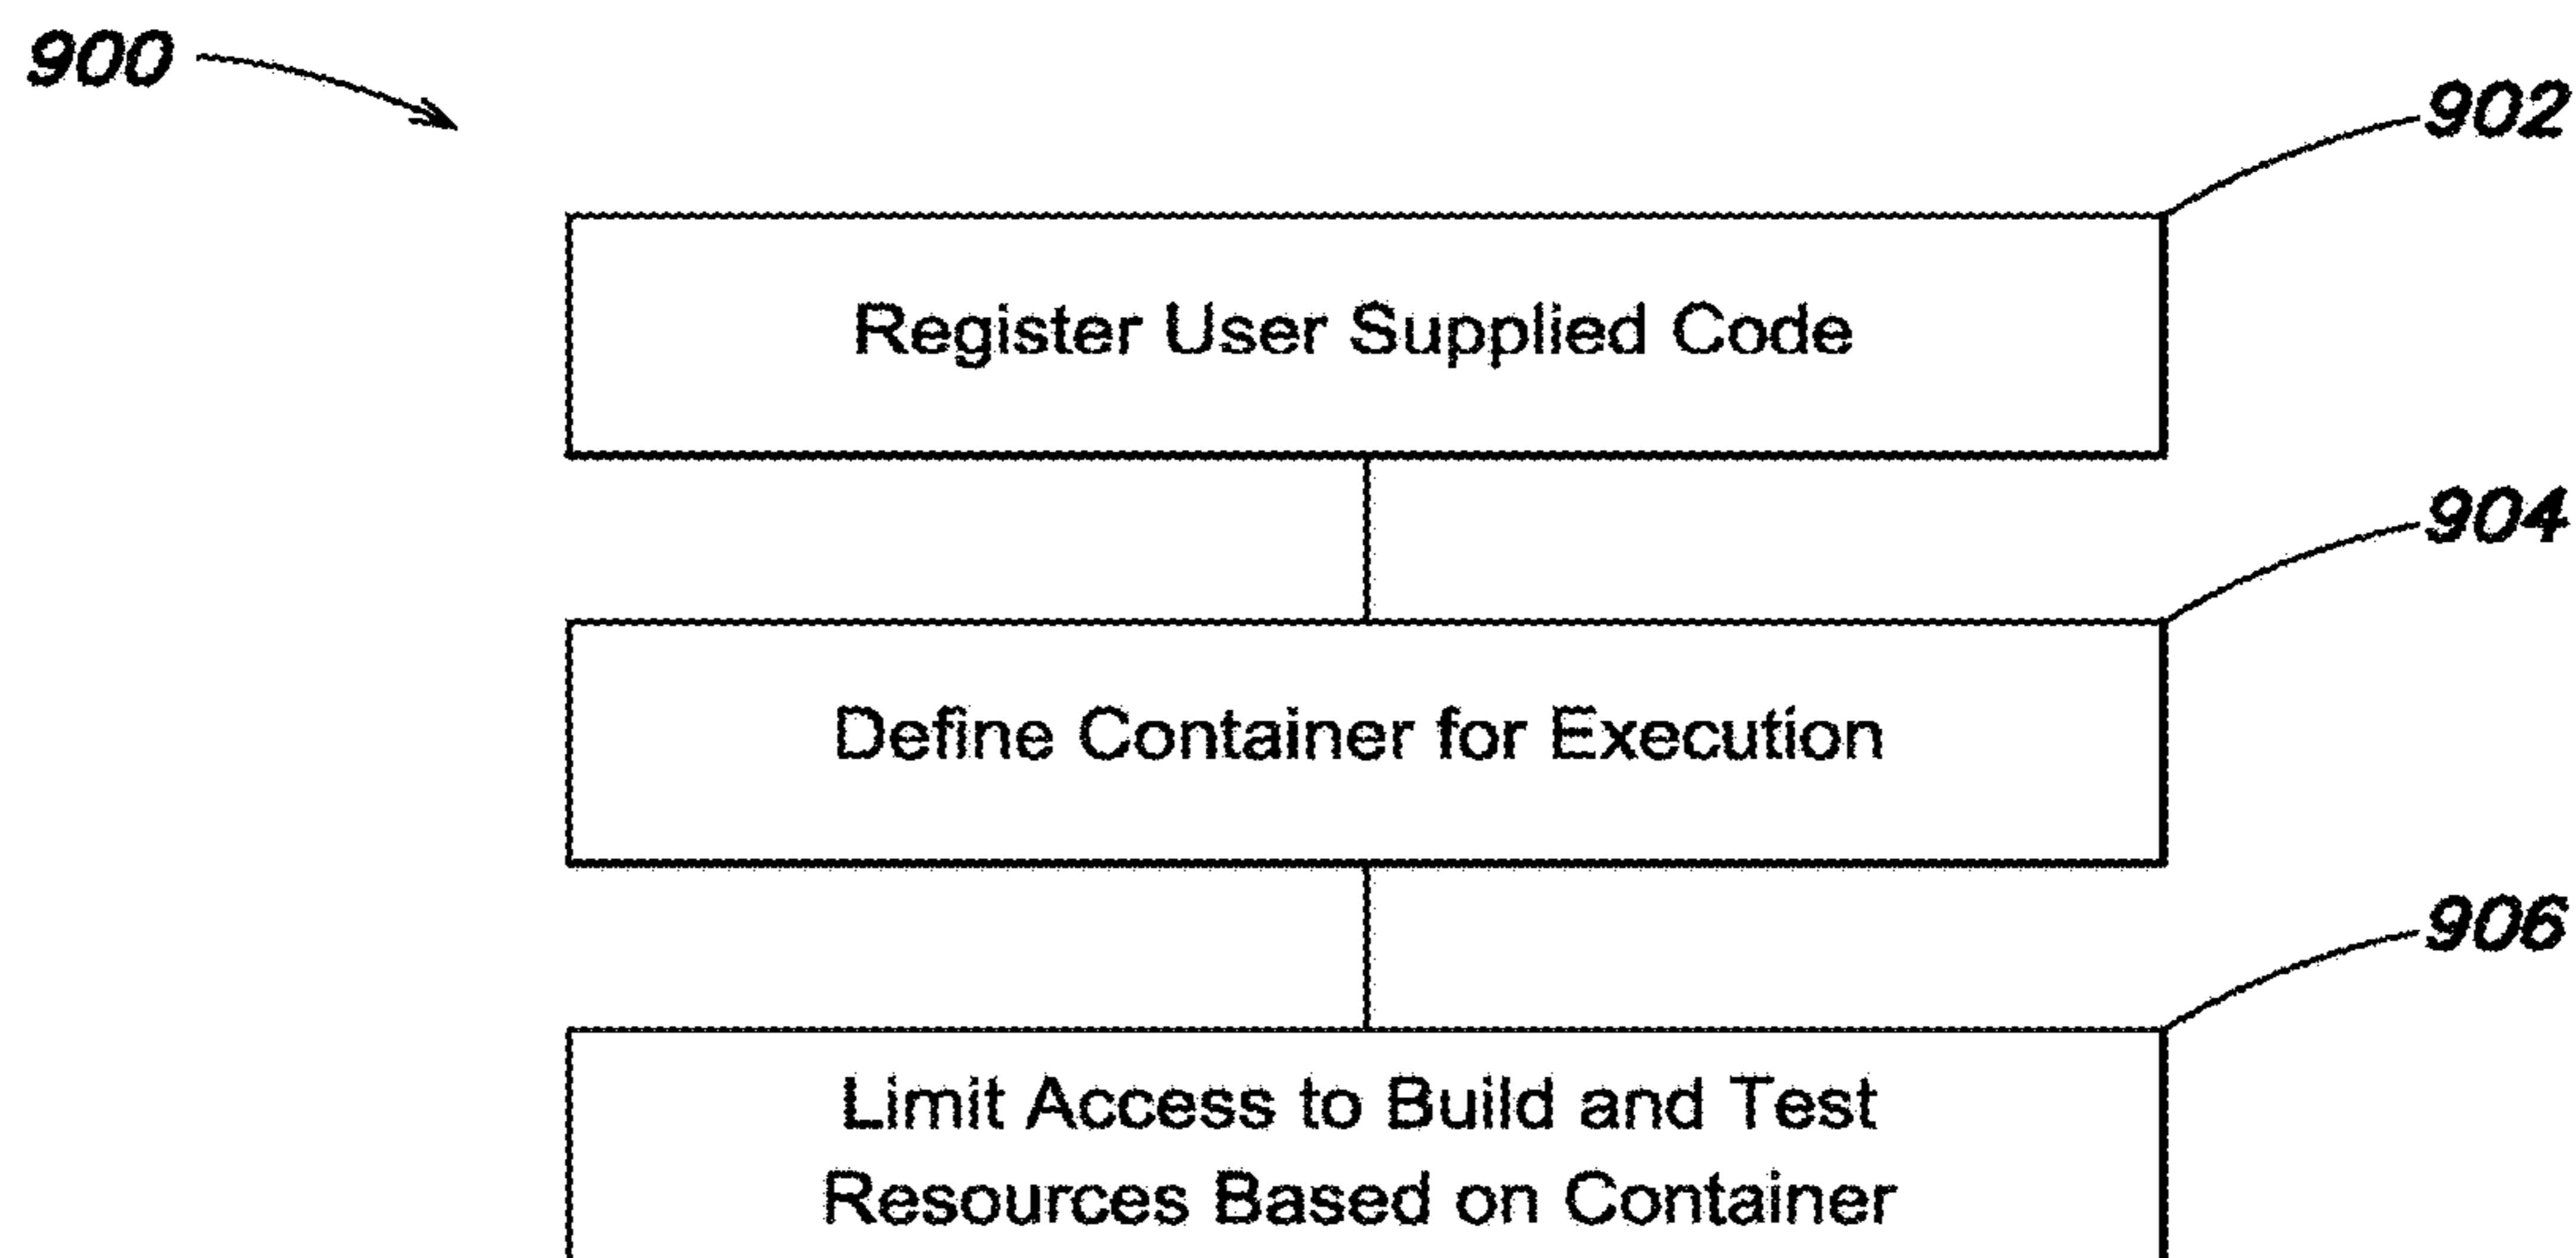 900
902
Register User Supplied Code
904
Define Container for Execution
906
Limit Access to Build and Test
Resources Based on Container